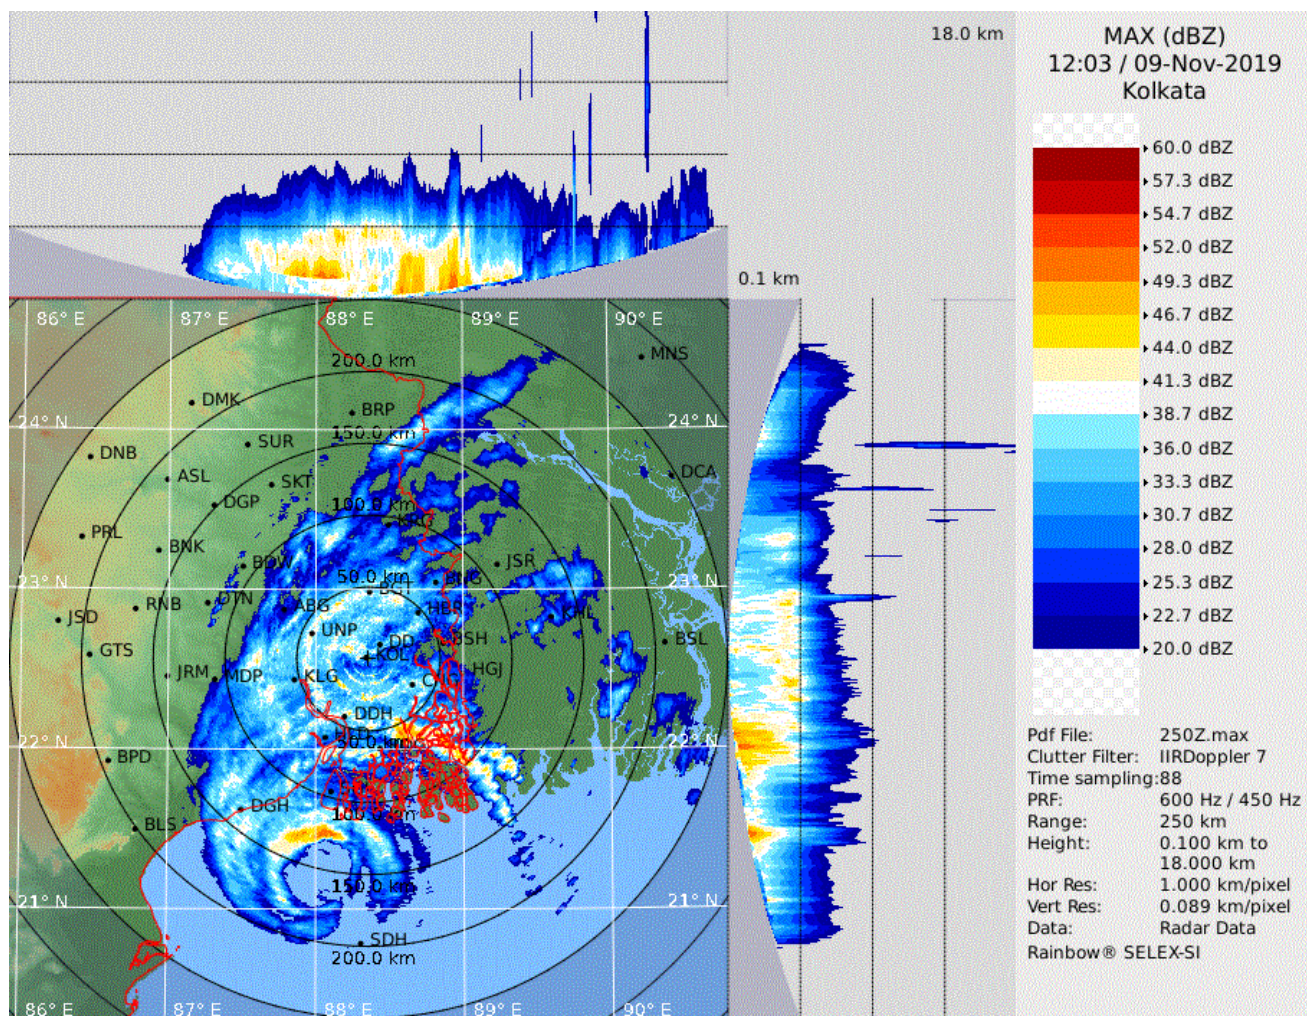 18.0 km
0.1 km
MAX (dBZ)
12:03 / 09-Nov-2019
Kolkata
60.0 dBZ
57.3 dBZ
54.7 dBZ
52.0 dBZ
49.3 dBZ
46.7 dBZ
44.0 dBZ
41.3 dBZ
38.7 dBZ
36.0 dBZ
33.3 dBZ
30.7 dBZ
28.0 dBZ
25.3 dBZ
22.7 dBZ
20.0 dBZ
Pdf File: 250Z.max
Clutter Filter: IIRDoppler 7
Time sampling:88
PRF: 600 Hz / 450 Hz
Range: 250 km
Height: 0.100 km to
18.000 km
Hor Res: 1.000 km/pixel
Vert Res: 0.089 km/pixel
Data: Radar Data
Rainbow® SELEX-SI
86° E 87° E 88° E 89° E 90° E
MNS
200.0 km
DMK
BRP
24° N 24° N
150.0 km
SUR
DNB
DCA
ASL
SKT
DGP
100.0 km
PRL
BNK
BDW
JSR
50.0 km
23° N 23° N
RNB
ABG
HBR
KNL
JSD
UNP
DD
BSH
BSL
GTS
KOL
JRM
MDP
KLG
HGJ
DDH
22° N 22° N
50.0 km
BPD
DGH
100.0 km
BLS
150.0 km
21° N 21° N
SDH
200.0 km
86° E 87° E 88° E 89° E 90° E